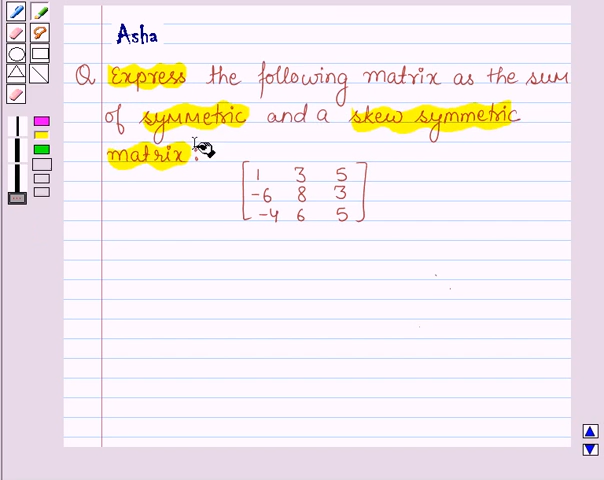 Asha
Q Express the following matrix as the sum
of symmetric and a skew symmetric
matrix.
1 3 5
-6 8 3
-4 6 5